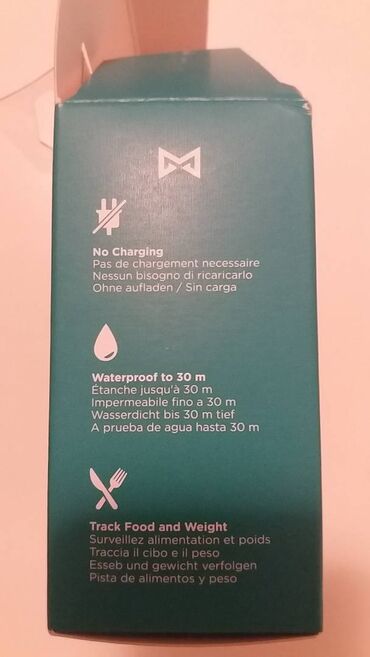 No Charging
Pas de chargement necessaire
Nessun bisogno di ricaricarlo
Ohne aufladen / Sin carga
Waterproof to 30 m
Étanche jusqu'à 30 m
Impermeabile fino a 30 m
Wasserdicht bis 30 m tief
A prueba de agua hasta 30 m
Track Food and Weight
Surveillez alimentation et poids
Traccia il cibo e il peso
Esseb und gewicht verfolgen
Pista de alimentos y peso